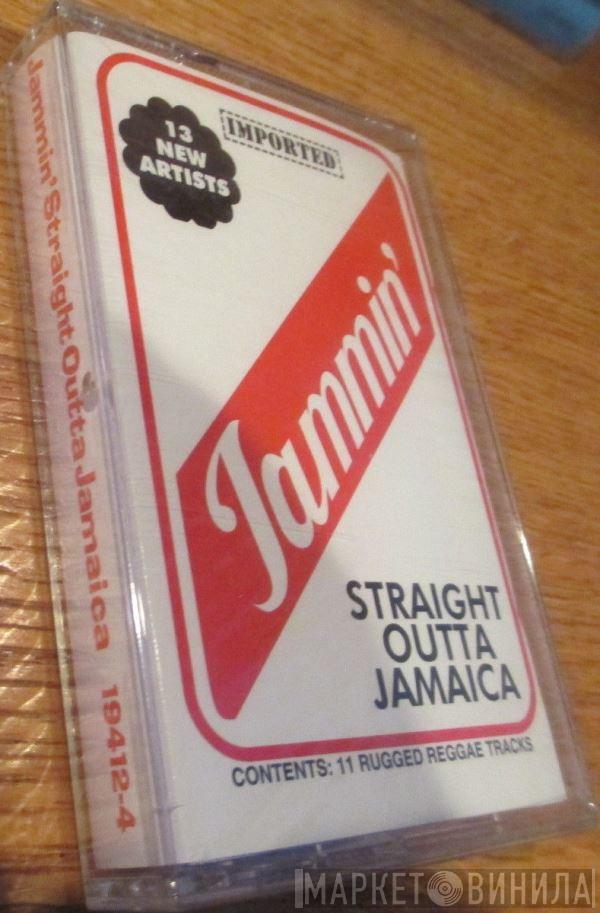 Jammin' Straight Outta Jamaica 19412-4
13
NEW
ARTISTS
IMPORTED
Jammin'
STRAIGHT
OUTTA
JAMAICA
CONTENTS: 11 RUGGED REGGAE TRACKS
МАРКЕТ ВИНИЛА